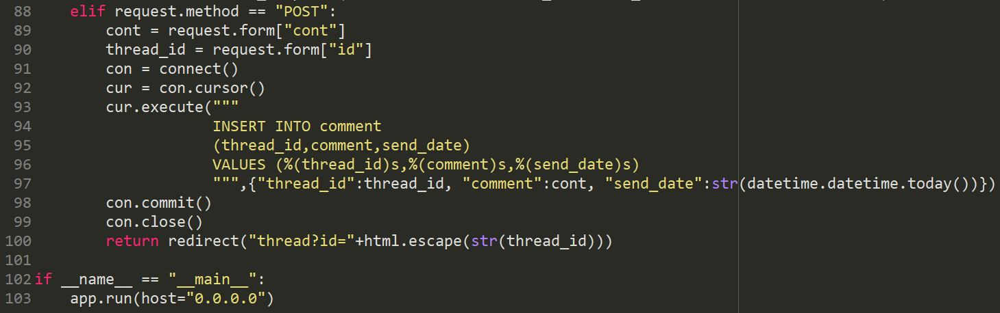 88     elif request.method == "POST":
89         cont = request.form["cont"]
90         thread_id = request.form["id"]
91         con = connect()
92         cur = con.cursor()
93         cur.execute("""
94                     INSERT INTO comment
95                     (thread_id,comment,send_date)
96                     VALUES (%(thread_id)s,%(comment)s,%(send_date)s)
97                     """,{"thread_id":thread_id, "comment":cont, "send_date":str(datetime.datetime.today())})
98         con.commit()
99         con.close()
100         return redirect("thread?id="+html.escape(str(thread_id)))
101
102 if __name__ == "__main__":
103     app.run(host="0.0.0.0")